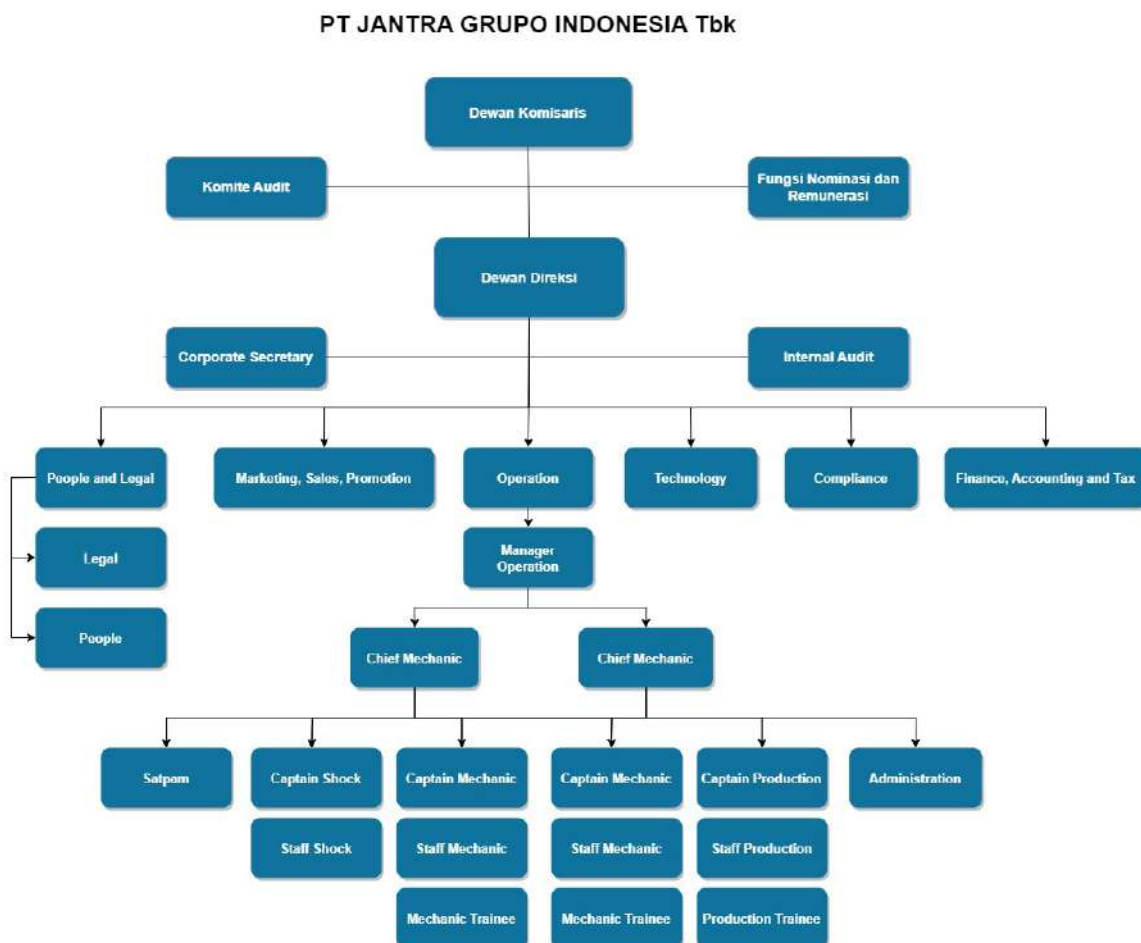 PT JANTRA GRUPO INDONESIA Tbk
Dewan Komisaris
Komite Audit
Fungsi Nominasi dan
Remunerasi
Dewan Direksi
Corporate Secretary
Internal Audit
People and Legal
Marketing, Sales, Promotion
Operation
Technology
Compliance
Finance, Accounting and Tax
Legal
Manager
Operation
People
Chief Mechanic
Chief Mechanic
Satpam
Captain Shock
Captain Mechanic
Captain Mechanic
Captain Production
Administration
Staff Shock
Staff Mechanic
Staff Mechanic
Staff Production
Mechanic Trainee
Mechanic Trainee
Production Trainee